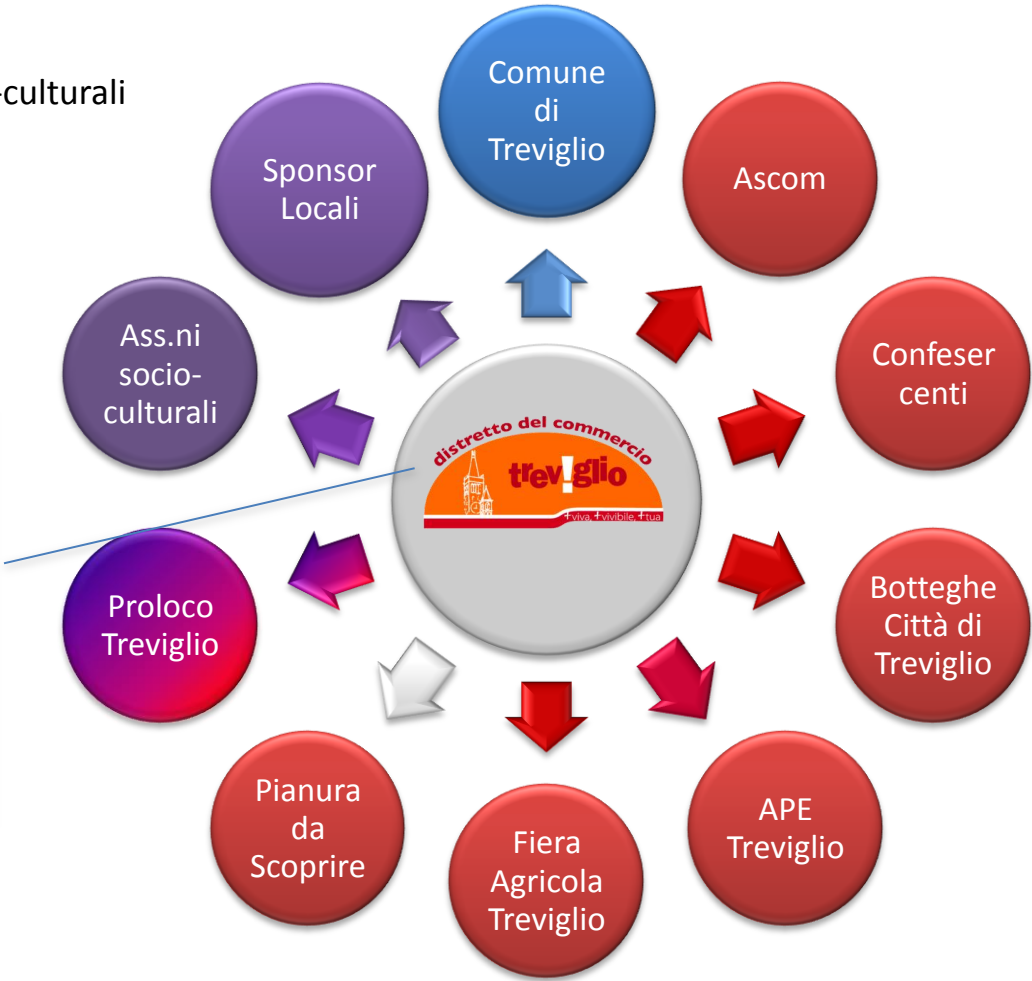 -culturali
Comune
di
Treviglio
Ascom
Confeser
centi
Botteghe
Città di
Treviglio
APE
Treviglio
Fiera
Agricola
Treviglio
Pianura
da
Scoprire
Proloco
Treviglio
Ass.ni
socio-
culturali
Sponsor
Locali
distretto del commercio
trev!glio
+viva, +vivibile, +tua